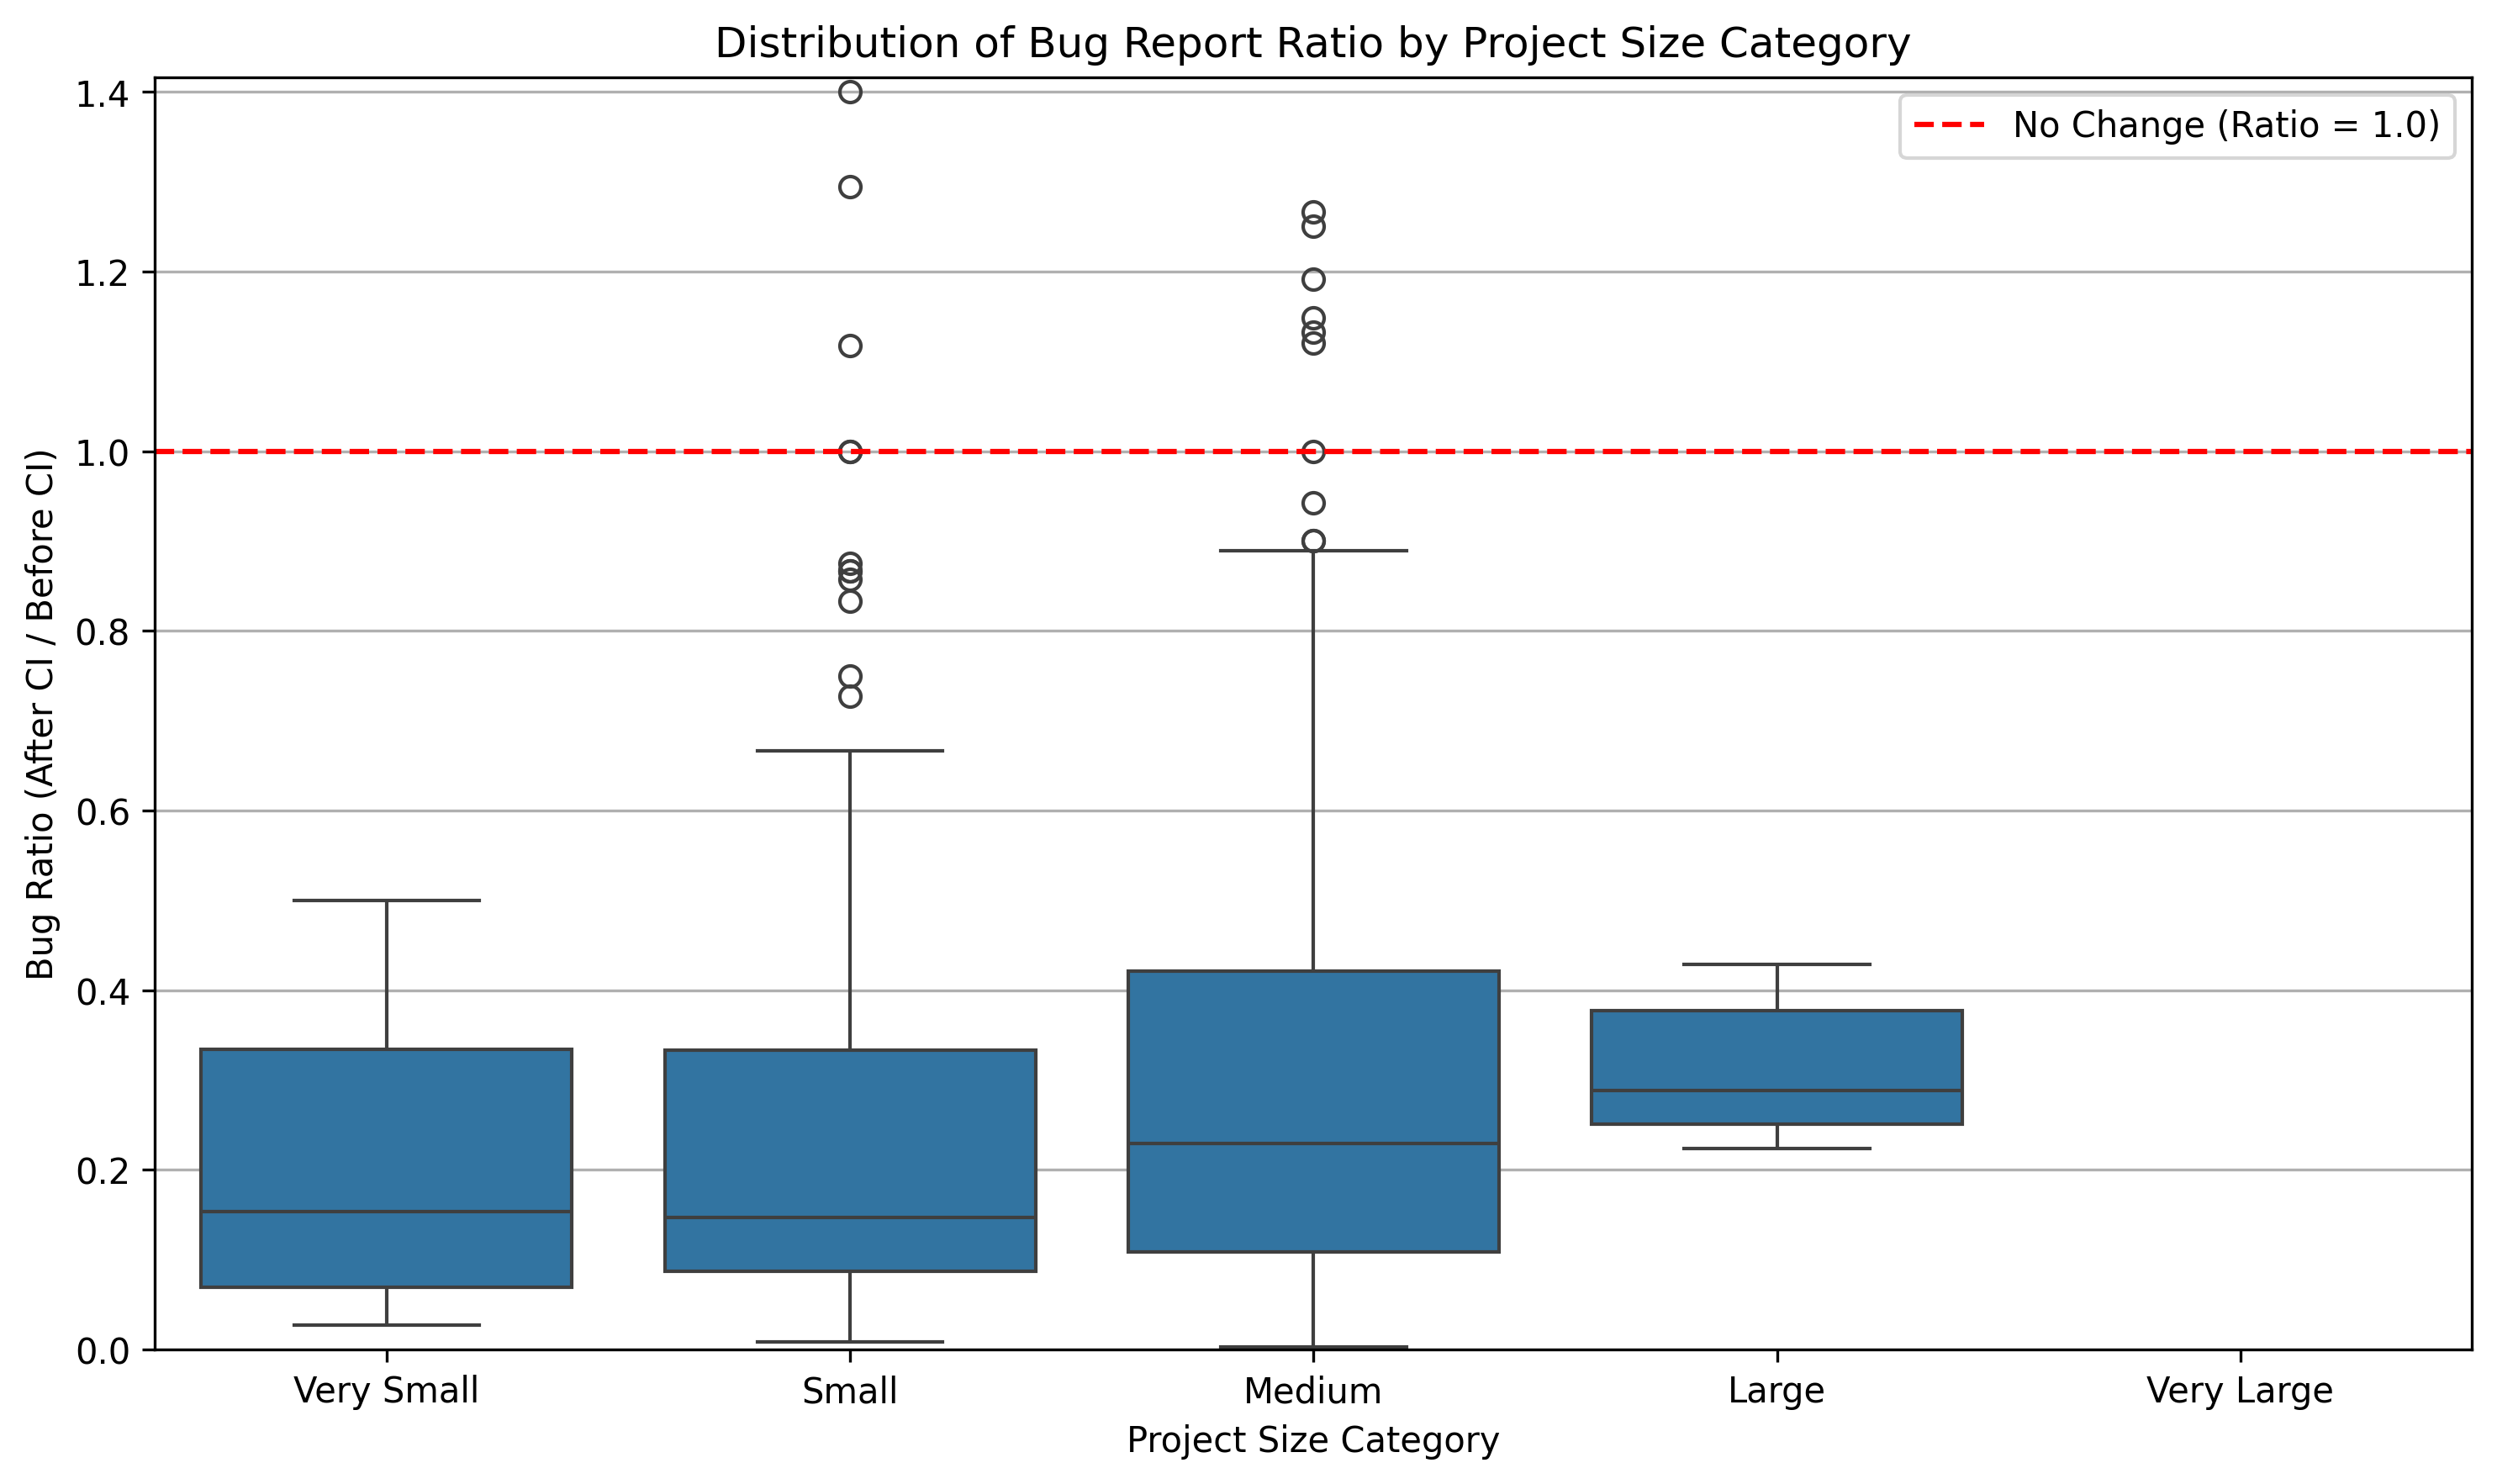 Distribution of Bug Report Ratio by Project Size Category
No Change (Ratio = 1.0)
Bug Ratio (After CI / Before CI)
1.4
1.2
1.0
0.8
0.6
0.4
0.2
0.0
Very Small
Small
Medium
Large
Very Large
Project Size Category